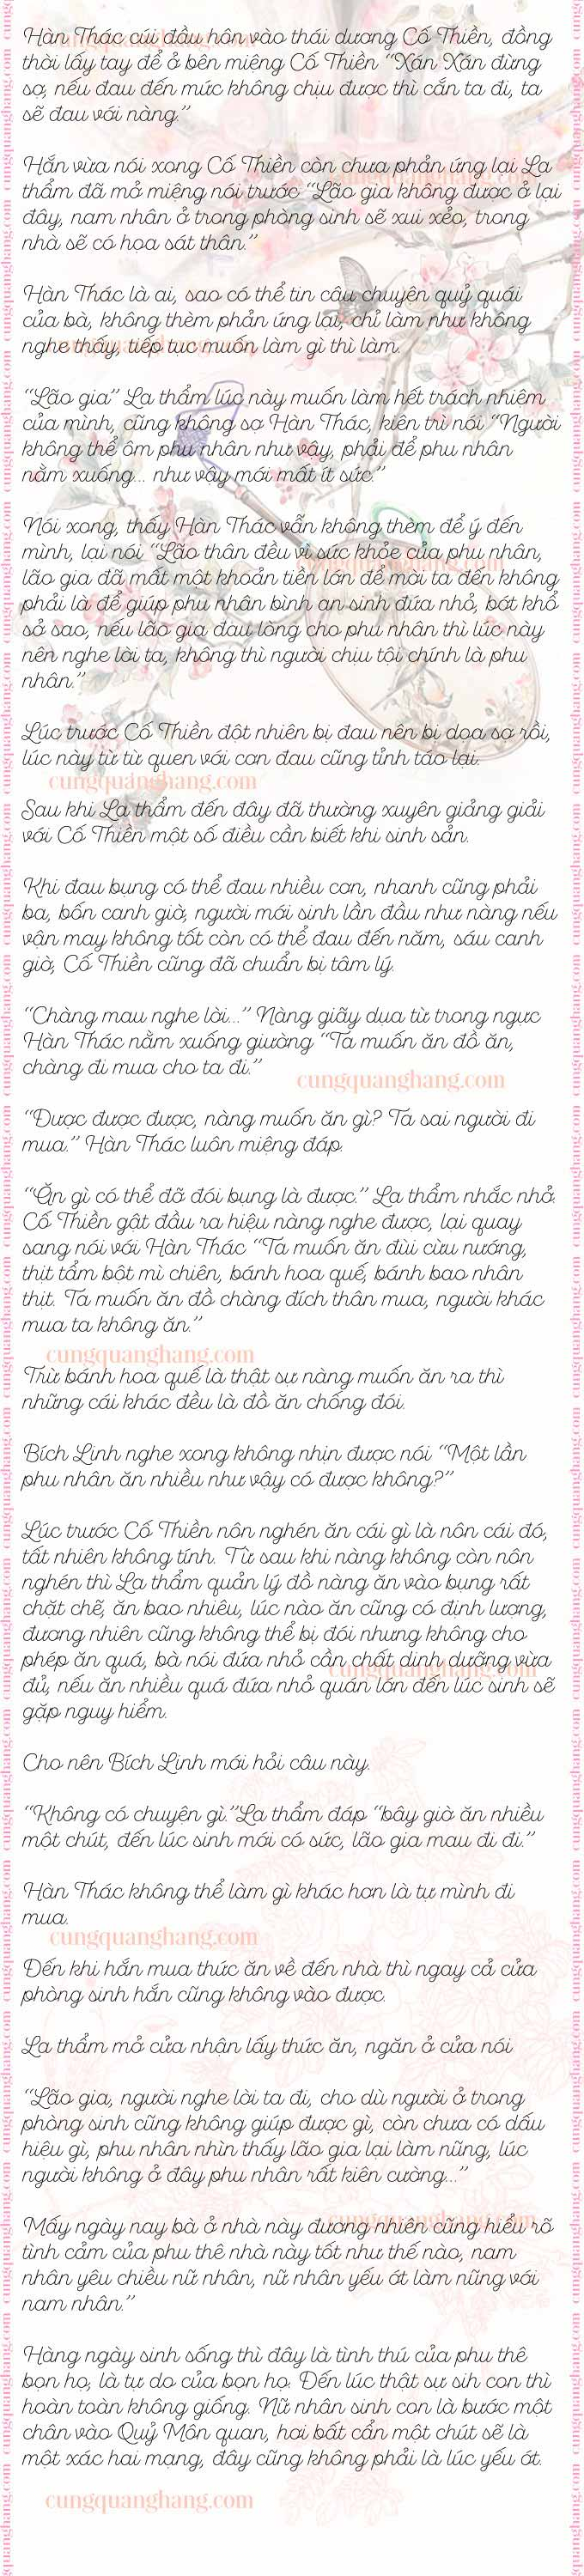 Hàn Thác cúi đầu hôn vào thái dương Cố Thiền, đồng
thời lấy tay để ở bên miệng Cố Thiền “Xán Xán đừng
sợ, nếu đau đến mức không chịu được thì cắn ta đi, ta
sẽ đau với nàng.”
Hắn vừa nói xong Cố Thiền còn chưa phản ứng lại La
thẩm đã mở miệng nói trước “Lão gia không được ở lại
đây, nam nhân ở trong phòng sinh sẽ xui xẻo, trong
nhà sẽ có họa sát thân.”
Hàn Thác là ai, sao có thể tin câu chuyện quỷ quái
của bà, không thèm phản ứng lại, chỉ làm như không
nghe thấy, tiếp tục muốn làm gì thì làm.
“Lão gia” La thẩm lúc này muốn làm hết trách nhiệm
của mình, cũng không sợ Hàn Thác, kiên trì nói “Người
không thể ôm phu nhân như vậy, phải để phu nhân
nằm xuống... như vậy mới mất ít sức.”
Nói xong, thấy Hàn Thác vẫn không thèm để ý đến
mình, lại nói “Lão thân đều vì sức khỏe của phu nhân,
lão gia đã mất một khoản tiền lớn để mời ta đến không
phải là để giúp phu nhân bình an sinh đứa nhỏ, bớt khổ
sở sao, nếu lão gia đau lòng cho phu nhân thì lúc này
nên nghe lời ta, không thì người chịu tội chính là phu
nhân.”
Lúc trước Cố Thiền đột nhiên bị đau nên bị dọa sợ rồi,
lúc này từ từ quen với cơn đau cũng tỉnh táo lại.
cungquanghang.com
Sau khi La thẩm đến đây đã thường xuyên giảng giải
với Cố Thiền một số điều cần biết khi sinh sản.
Khi đau bụng có thể đau nhiều cơn, nhanh cũng phải
ba, bốn canh giờ, người mới sinh lần đầu như nàng nếu
vận may không tốt còn có thể đau đến năm, sáu canh
giờ, Cố Thiền cũng đã chuẩn bị tâm lý.
“Chàng mau nghe lời...” Nàng giãy dụa từ trong ngực
Hàn Thác nằm xuống giường “Ta muốn ăn đồ ăn,
chàng đi mua cho ta đi.”
cungquanghang.com
“Được được được, nàng muốn ăn gì? Ta sai người đi
mua.” Hàn Thác luôn miệng đáp
“Ăn gì có thể đỡ đói bụng là được.” La thẩm nhắc nhở.
Cố Thiền gật đầu ra hiệu nàng nghe được, lại quay
sang nói với Hàn Thác “Ta muốn ăn đùi cừu nướng,
thịt tẩm bột mì chiên, bánh hoa quế, bánh bao nhân
thịt. Ta muốn ăn đồ chàng đích thân mua, người khác
mua ta không ăn.”
cungquanghang.com
Trừ bánh hoa quế là thật sự nàng muốn ăn ra thì
những cái khác đều là đồ ăn chống đói.
Bích Linh nghe xong không nhịn được nói “Một lần
phu nhân ăn nhiều như vậy có được không?”
Lúc trước Cố Thiền nôn nghén, ăn cái gì là nôn cái đó,
tất nhiên không tính. Từ sau khi nàng không còn nôn
nghén thì La thẩm quản lý đồ nàng ăn vào bụng rất
chặt chẽ, ăn bao nhiêu, lúc nào ăn cũng có định lượng,
đương nhiên cũng không thể bị đói nhưng không cho
phép ăn quá, bà nói đứa nhỏ cần chất dinh dưỡng vừa
đủ, nếu ăn nhiều quá đứa nhỏ quán lớn đến lúc sinh sẽ
gặp nguy hiểm.
cungquanghang.com
Cho nên Bích Linh mới hỏi câu này.
“Không có chuyện gì.”La thẩm đáp “bây giờ ăn nhiều
một chút, đến lúc sinh mới có sức, lão gia mau đi đi.”
Hàn Thác không thể làm gì khác hơn là tự mình đi
mua.
cungquanghang.com
Đến khi hắn mua thức ăn về đến nhà thì ngay cả cửa
phòng sinh hắn cũng không vào được.
La thẩm mở cửa nhận lấy thức ăn, ngăn ở cửa nói
“Lão gia, người nghe lời ta đi, cho dù người ở trong
phòng sinh cũng không giúp được gì, còn chưa có dấu
hiệu gì, phu nhân nhìn thấy lão gia lại làm nũng, lúc
người không ở đây phu nhân rất kiên cường...”
Mấy ngày nay bà ở nhà này đương nhiên cũng hiểu rõ
tình cảm của phu thê nhà này tốt như thế nào, nam
nhân yêu chiều nữ nhân, nữ nhân yếu ớt làm nũng với
nam nhân.”
Hàng ngày sinh sống thì đây là tình thú của phu thê
bọn họ, là tự do của bọn họ. Đến lúc thật sự sih con thì
hoàn toàn không giống. Nữ nhân sinh con là bước một
chân vào Quỷ Môn quan, hơi bất cẩn một chút sẽ là
một xác hai mạng, đây cũng không phải là lúc yếu ớt.
cungquanghang.com